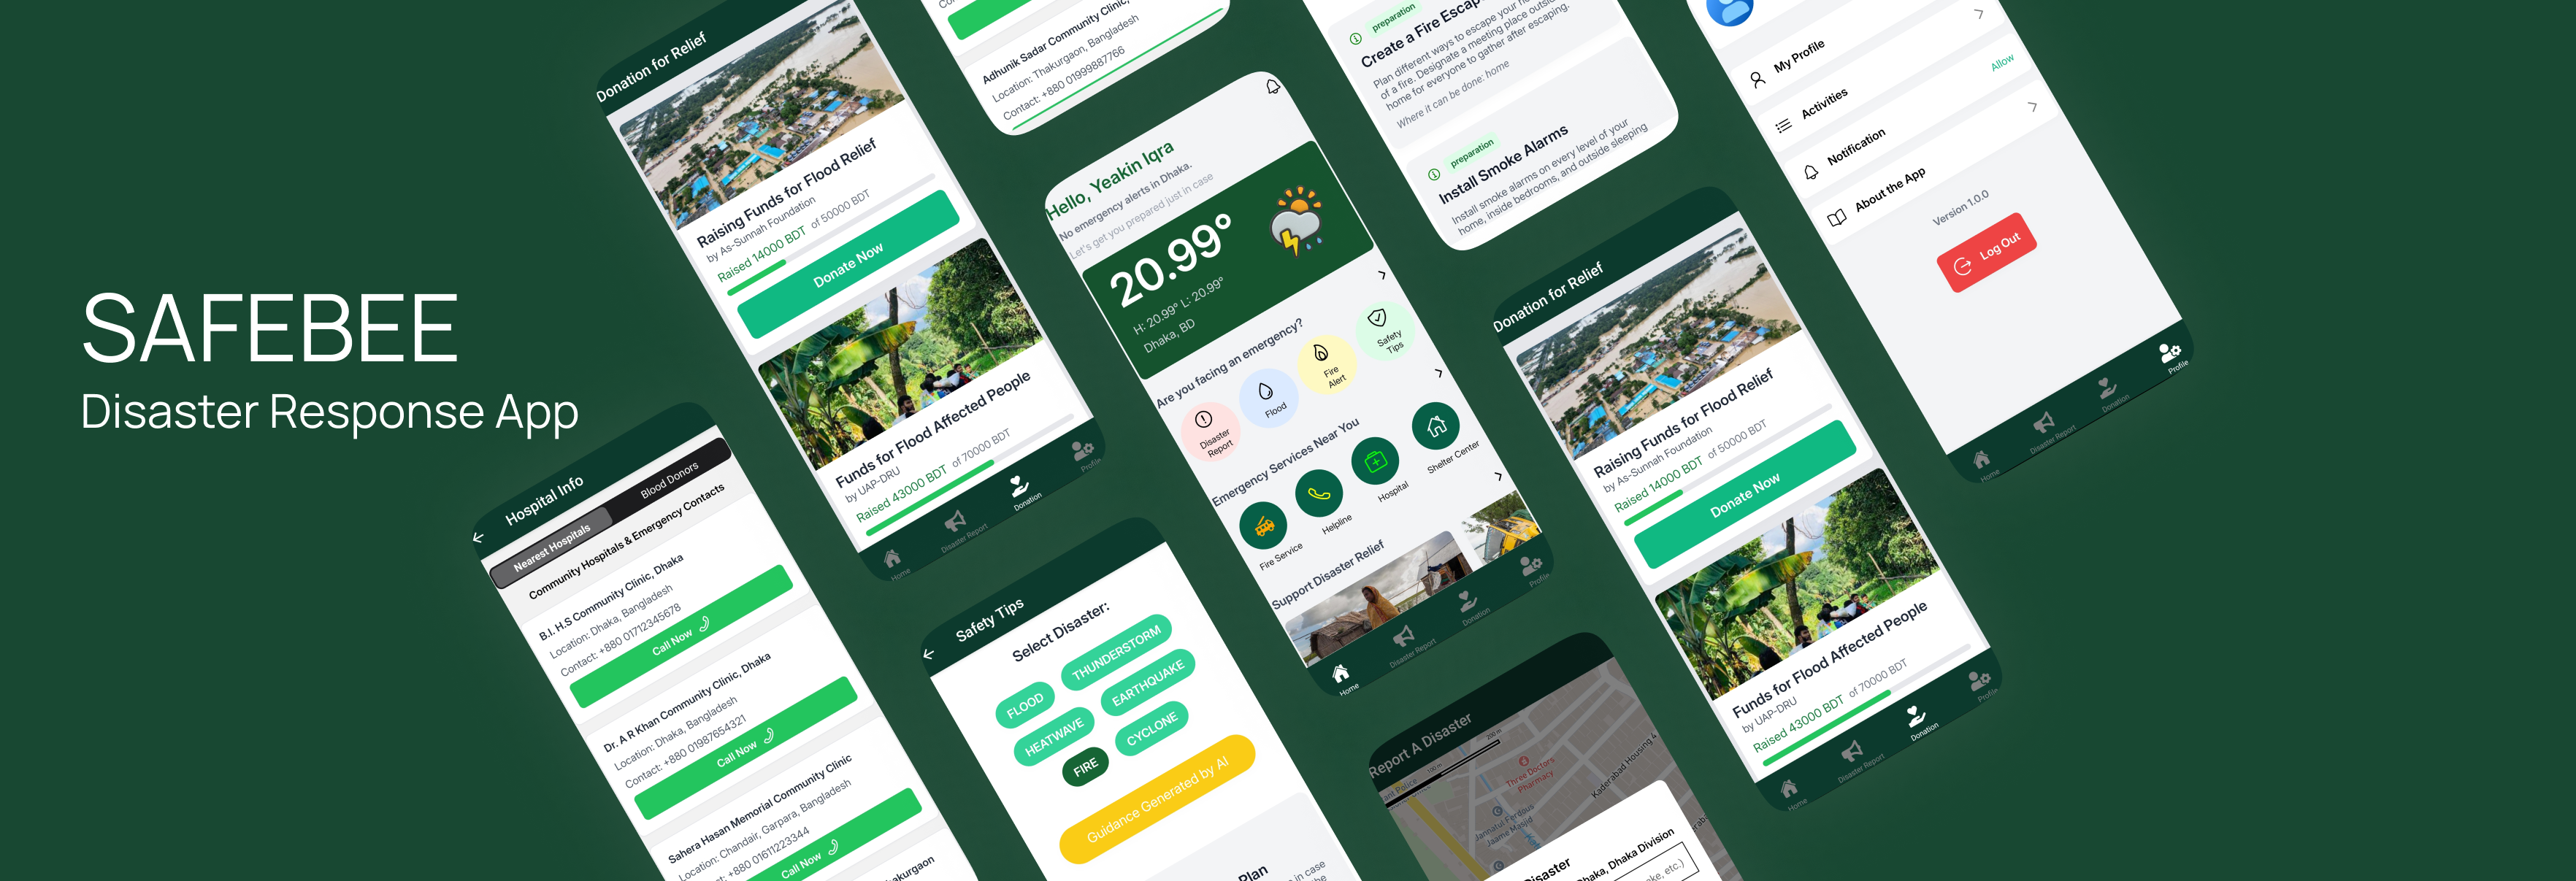 SAFEBEE
Disaster Response App
Hospital Info
Nearest Hospitals
Blood Donors
Community Hospitals & Emergency Contacts
B.I. H.S Community Clinic, Dhaka
Location: Dhaka, Bangladesh
Contact: +880 01712345678
Call Now
Dr. A R Khan Community Clinic, Dhaka
Location: Dhaka, Bangladesh
Contact: +880 01987654321
Call Now
Sahera Hasan Memorial Community Clinic
Location: Chandair, Garpara, Bangladesh
+880 01611223344
Call Now
Donation for Relief
Raising Funds for Flood Relief
by As-Sunnah Foundation
Raised 14000 BDT of 50000 BDT
Donate Now
Funds for Flood Affected People
by UAP-DRU
Raised 43000 BDT of 70000 BDT
Home
Disaster Report
Donation
Profile
Adhunik Sadar Community Clinic,
Location: Thakurgaon, Bangladesh
Contact: +880 01999887766
Safety Tips
Select Disaster:
FLOOD
THUNDERSTORM
HEATWAVE
EARTHQUAKE
FIRE
CYCLONE
Guidance Generated by AI
Plan
in case
Hello, Yeakin Iqra
No emergency alerts in Dhaka.
Let's get you prepared just in case
20.99°
H: 20.99° L: 20.99°
Dhaka, BD
Are you facing an emergency?
Disaster
Report
Flood
Fire
Alert
Safety
Tips
Emergency Services Near You
Fire Service
Helpline
Hospital
Shelter Center
Support Disaster Relief
Home
Disaster Report
Donation
Profile
preparation
Create a Fire Escap
Plan different ways to escape your
of a fire. Designate a meeting place outsi
home for everyone to gather after escaping.
Where it can be done: home
preparation
Install Smoke Alarms
Install smoke alarms on every level of your
home, inside bedrooms, and outside sleeping
Report A Disaster
100 m
200 m
Three Doctors
Pharmacy
Jannatul Ferdous
Jaame Masjid
Kaderabad Housing 4
Disaster
Dhaka, Dhaka Division
ke, etc.)
Donation for Relief
Raising Funds for Flood Relief
by As-Sunnah Foundation
Raised 14000 BDT of 50000 BDT
Donate Now
Funds for Flood Affected People
by UAP-DRU
Raised 43000 BDT of 70000 BDT
Home
Disaster Report
Donation
Profile
My Profile
Activities
Allow
Notification
About the App
Version 1.0.0
Log Out
Home
Disaster Report
Donation
Profile